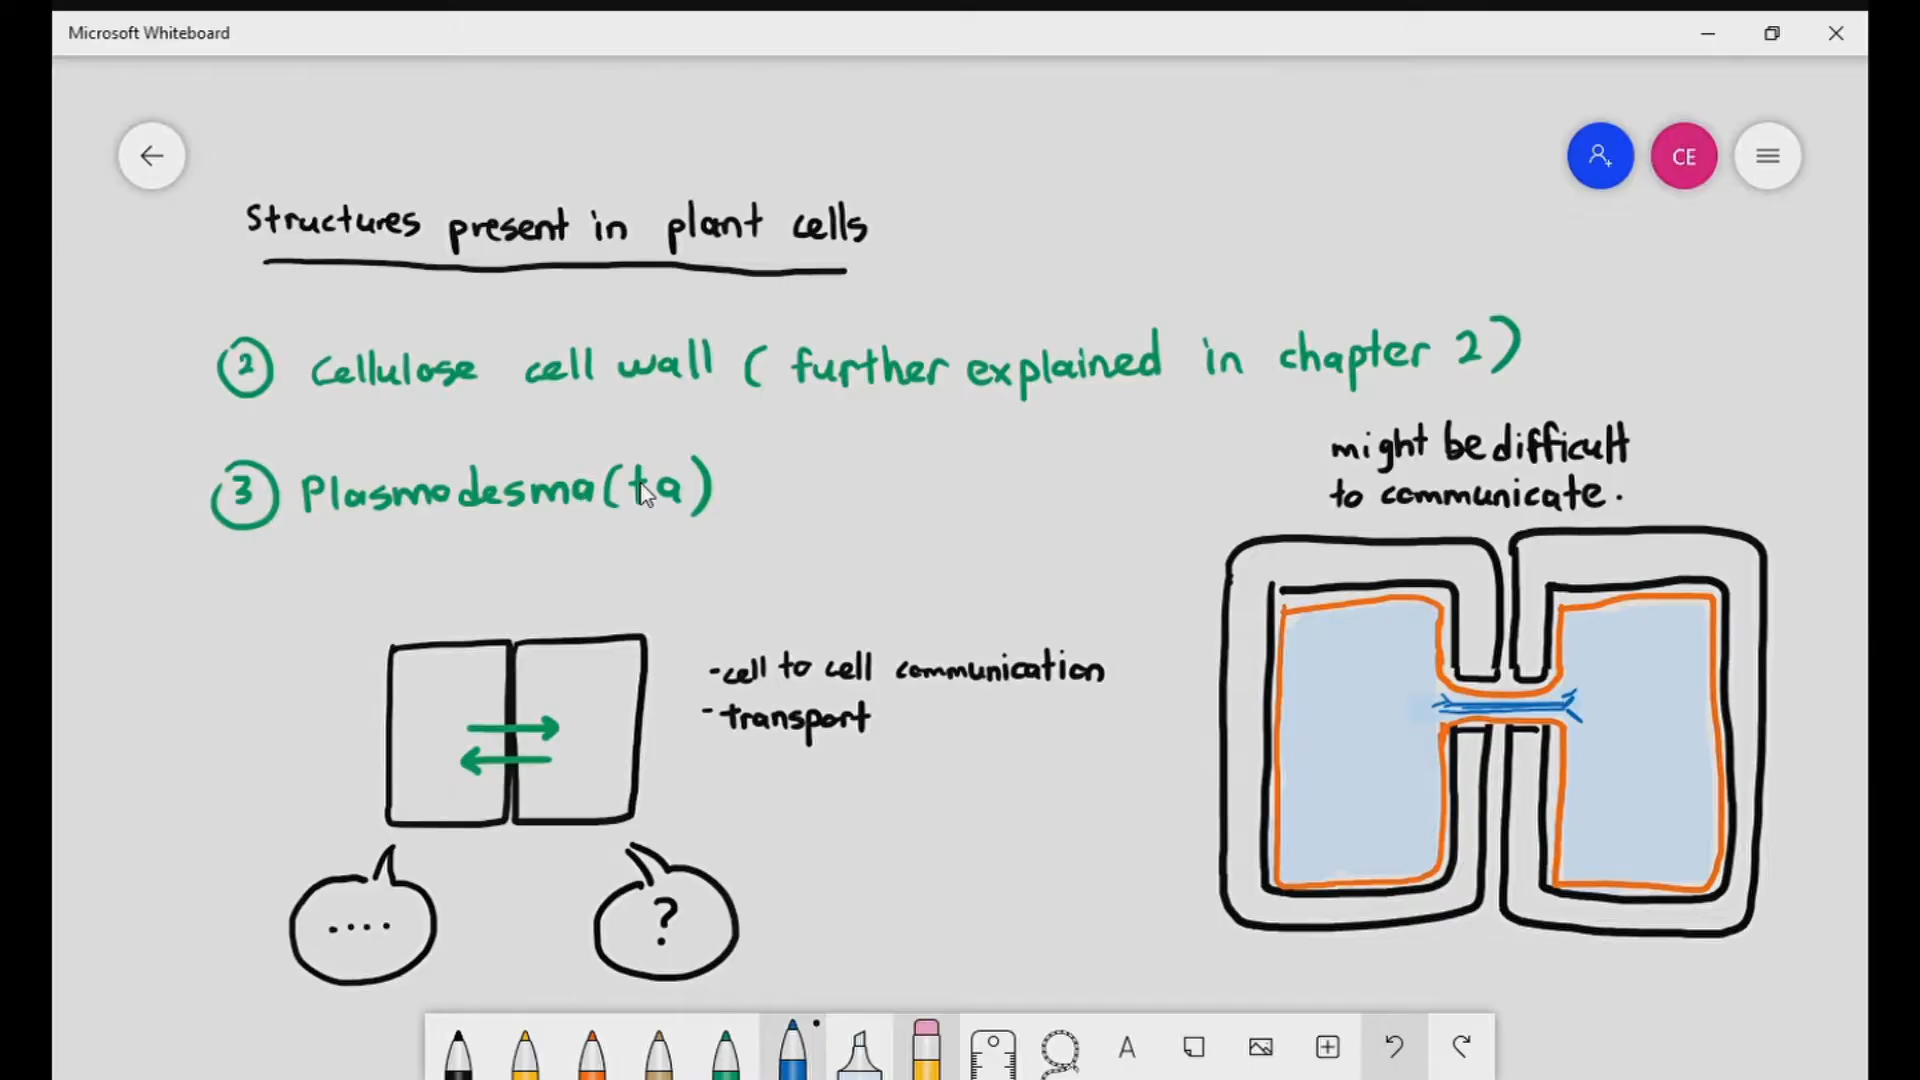 Microsoft Whiteboard
CE
Structures present in plant cells
2 Cellulose cell wall (further explained in chapter 2)
might be difficult
to communicate.
3 Plasmodesma(ta)
-cell to cell communication
-transport
....
?
A